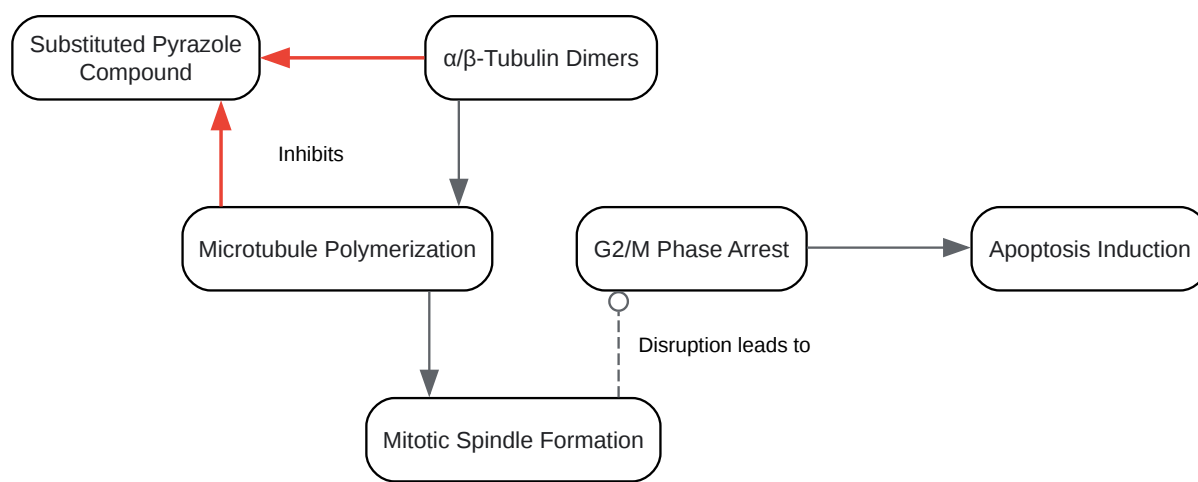 Substituted Pyrazole
Compound
α/β-Tubulin Dimers
Inhibits
Microtubule Polymerization
G2/M Phase Arrest
Apoptosis Induction
Disruption leads to
Mitotic Spindle Formation